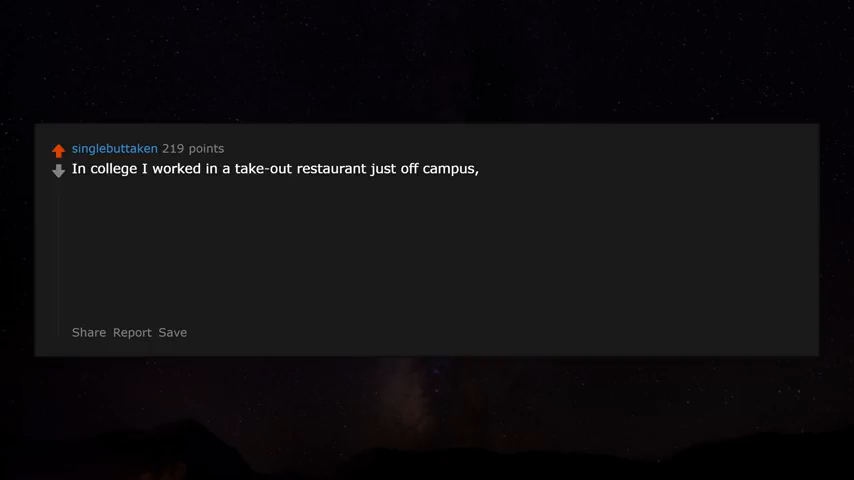 singlebuttaken 219 points
In college I worked in a take-out restaurant just off campus,
Share Report Save